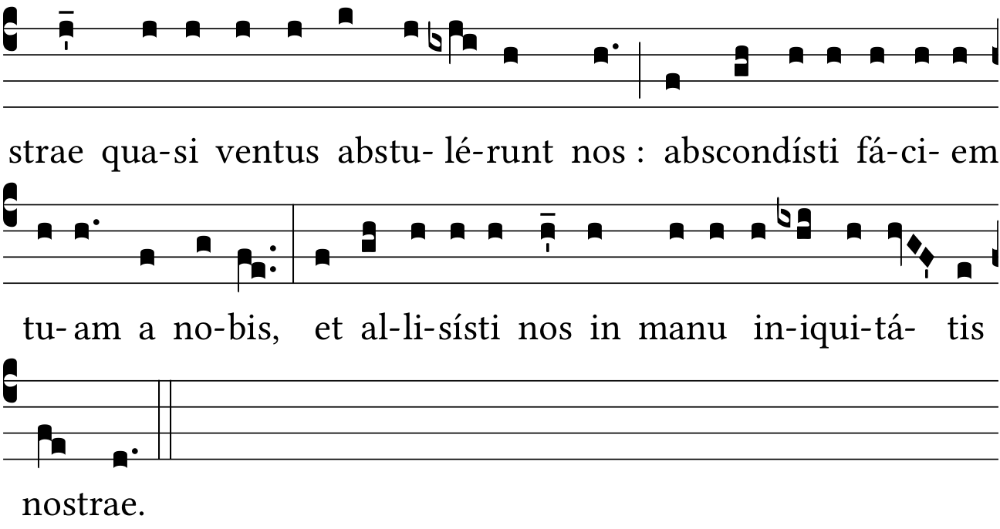 strae qua-si ventus abstu- lé-runt nos : abscondísti fá-ci- em
tu- am a no-bis, et al-li-sísti nos in manu in-iqui-tá- tis
nostrae.